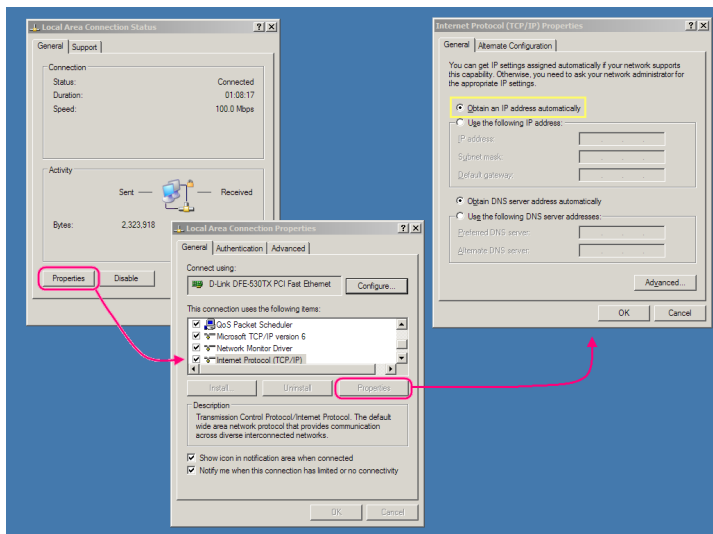 Local Area Connection Status
General
Support
Connection
Status:
Connected
Duration:
01:08:17
Speed:
100.0 Mbps
Activity
Sent
Received
Bytes:
2,323,918
Properties
Disable
Local Area Connection Properties
General
Authentication
Advanced
Connect using:
D-Link DFE-530TX PCI Fast Ethernet
Configure...
This connection uses the following items:
QoS Packet Scheduler
Microsoft TCP/IP version 6
Network Monitor Driver
Internet Protocol (TCP/IP)
Install...
Uninstall
Properties
Description
Transmission Control Protocol/Internet Protocol. The default
wide area network protocol that provides communication
across diverse interconnected networks.
Show icon in notification area when connected
Notify me when this connection has limited or no connectivity
OK
Cancel
Internet Protocol (TCP/IP) Properties
General
Alternate Configuration
You can get IP settings assigned automatically if your network supports
this capability. Otherwise, you need to ask your network administrator for
the appropriate IP settings.
Obtain an IP address automatically
Use the following IP address:
IP address:
Subnet mask:
Default gateway:
Obtain DNS server address automatically
Use the following DNS server addresses:
Preferred DNS server:
Alternate DNS server:
Advanced...
OK
Cancel